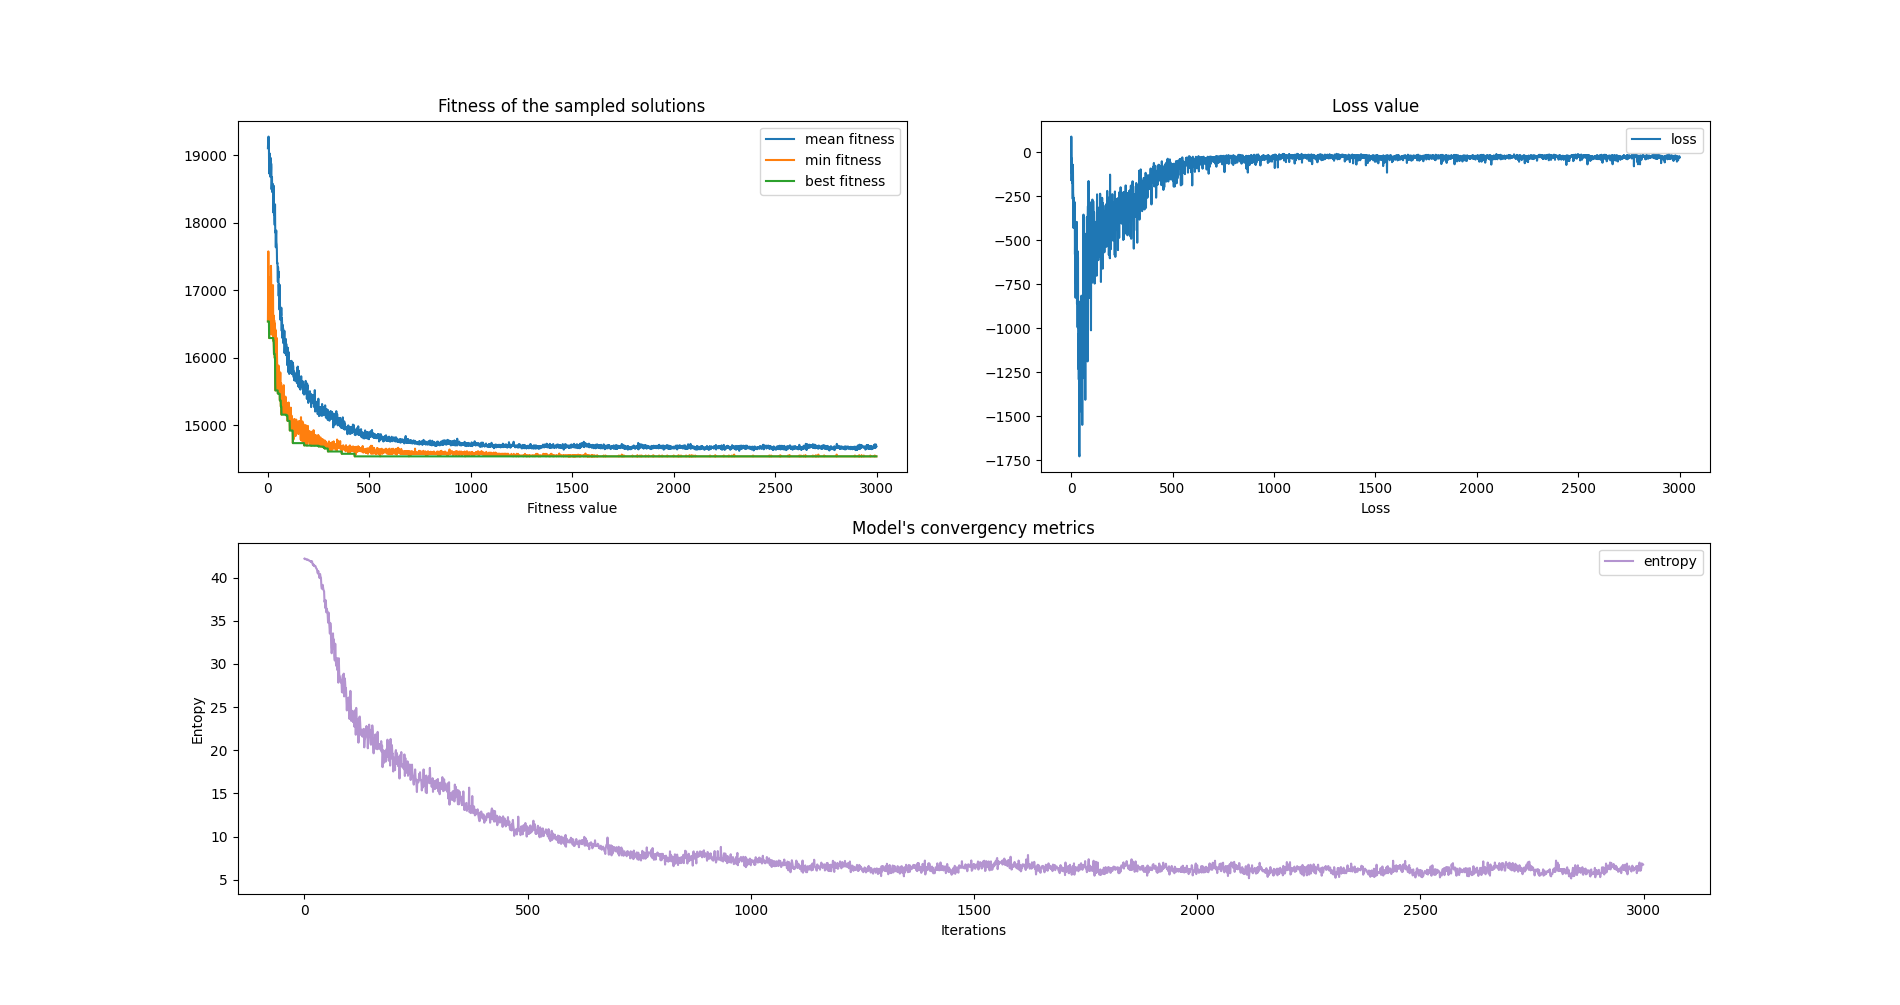 Fitness of the sampled solutions
mean fitness
min fitness
best fitness
19000
18000
17000
16000
15000
0 500 1000 1500 2000 2500 3000
Fitness value
Loss value
loss
0
−250
−500
−750
−1000
−1250
−1500
−1750
0 500 1000 1500 2000 2500 3000
Loss
Model's convergency metrics
entropy
Entopy
40
35
30
25
20
15
10
5
0 500 1000 1500 2000 2500 3000
Iterations